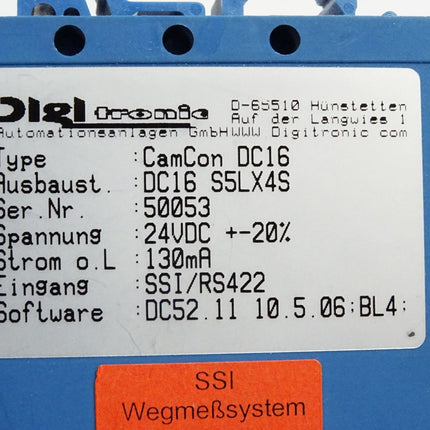 Digitronic D-65510 Hünstetten
Auf der Langwies 1
Automationsanlagen GmbH WWW Digitronic com
Type :CamCon DC16
Ausbaust. :DC16 S5LX4S
Ser.Nr. :50053
Spannung :24VDC +-20%
Strom o.L :130mA
Eingang :SSI/RS422
Software :DC52.11 10.5.06;BL4;
SSI
Wegmeßsystem